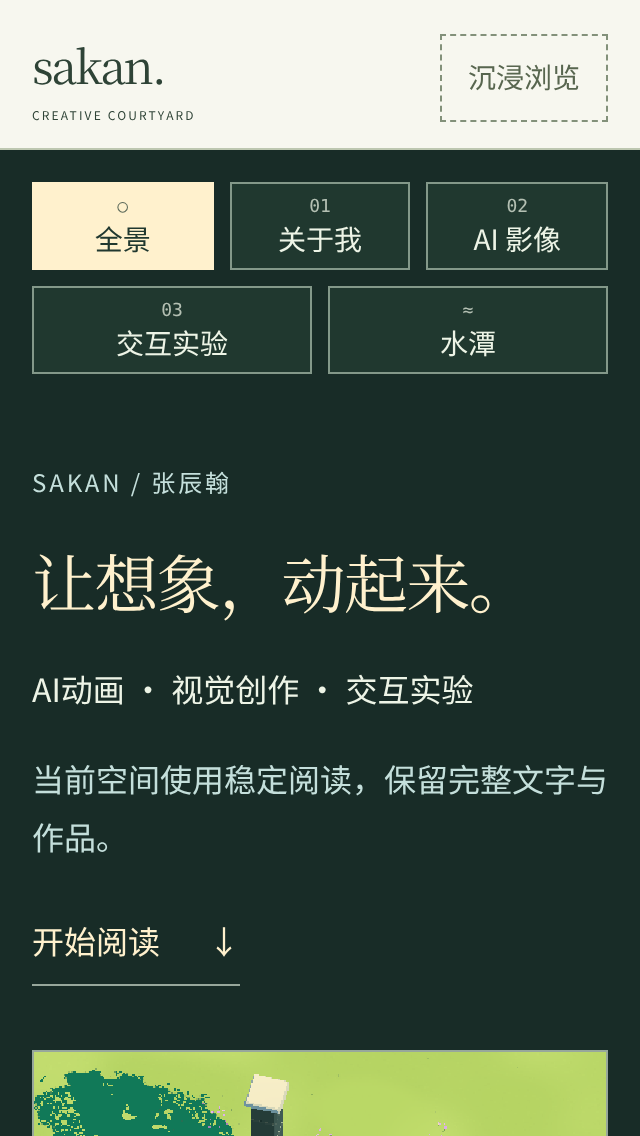 sakan.
CREATIVE COURTYARD
沉浸浏览
○
全景
01
关于我
02
AI 影像
03
交互实验
≈
水潭
SAKAN / 张辰翰
让想象，动起来。
AI动画 · 视觉创作 · 交互实验
当前空间使用稳定阅读，保留完整文字与
作品。
开始阅读 ↓